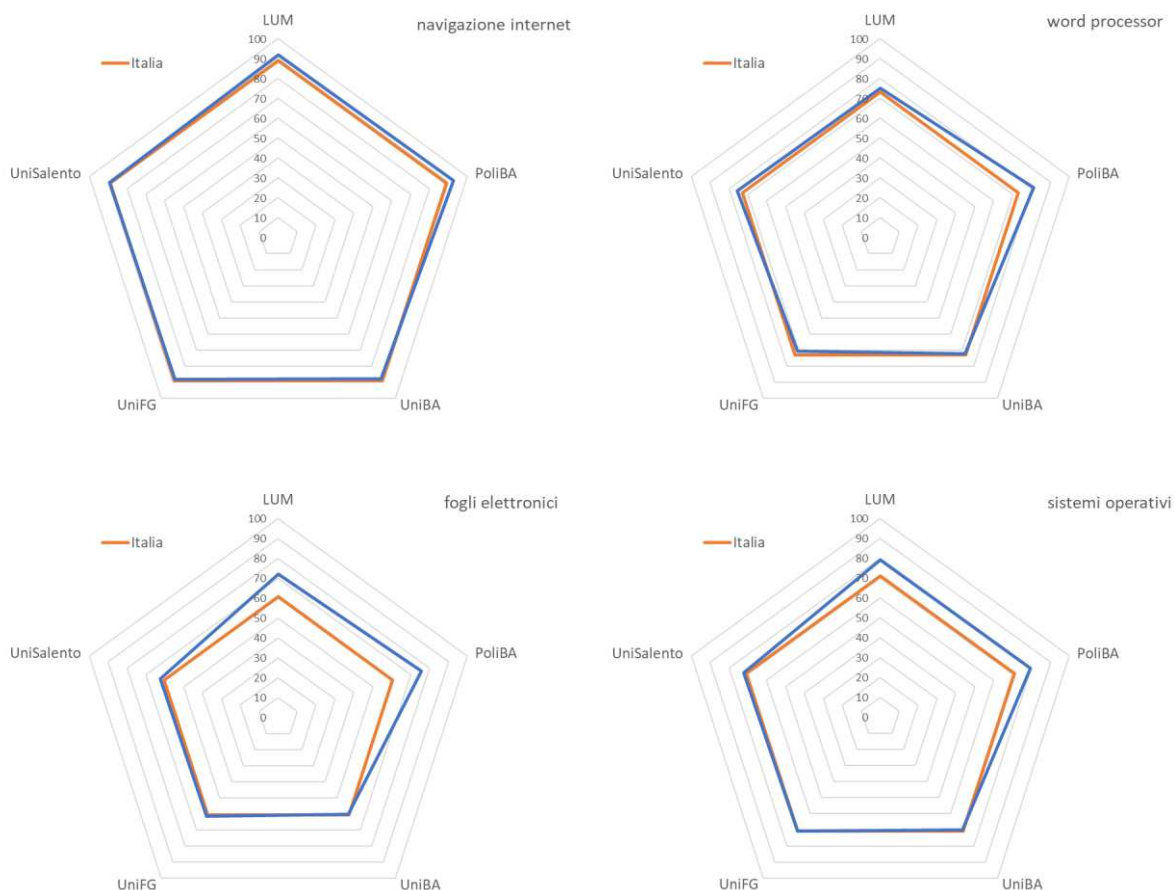 LUM
navigazione internet
Italia
100
90
80
70
60
50
40
30
20
10
0
UniSalento
PoliBA
UniFG
UniBA
LUM
word processor
Italia
100
90
80
70
60
50
40
30
20
10
0
UniSalento
PoliBA
UniFG
UniBA
LUM
fogli elettronici
Italia
100
90
80
70
60
50
40
30
20
10
0
UniSalento
PoliBA
UniFG
UniBA
LUM
sistemi operativi
Italia
100
90
80
70
60
50
40
30
20
10
0
UniSalento
PoliBA
UniFG
UniBA